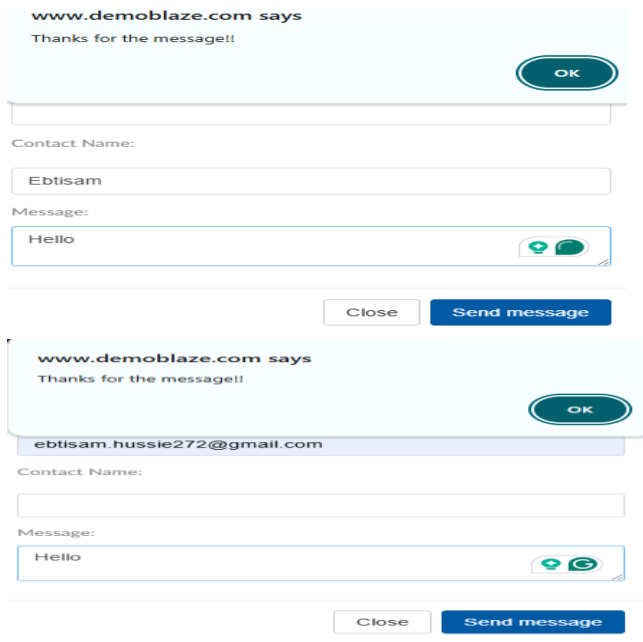 www.demoblaze.com says
Thanks for the message!!
OK
Contact Name:
Ebtisam
Message:
Hello
Close Send message
www.demoblaze.com says
Thanks for the message!!
OK
ebtisam.hussie272@gmail.com
Contact Name:
Message:
Hello
Close Send message